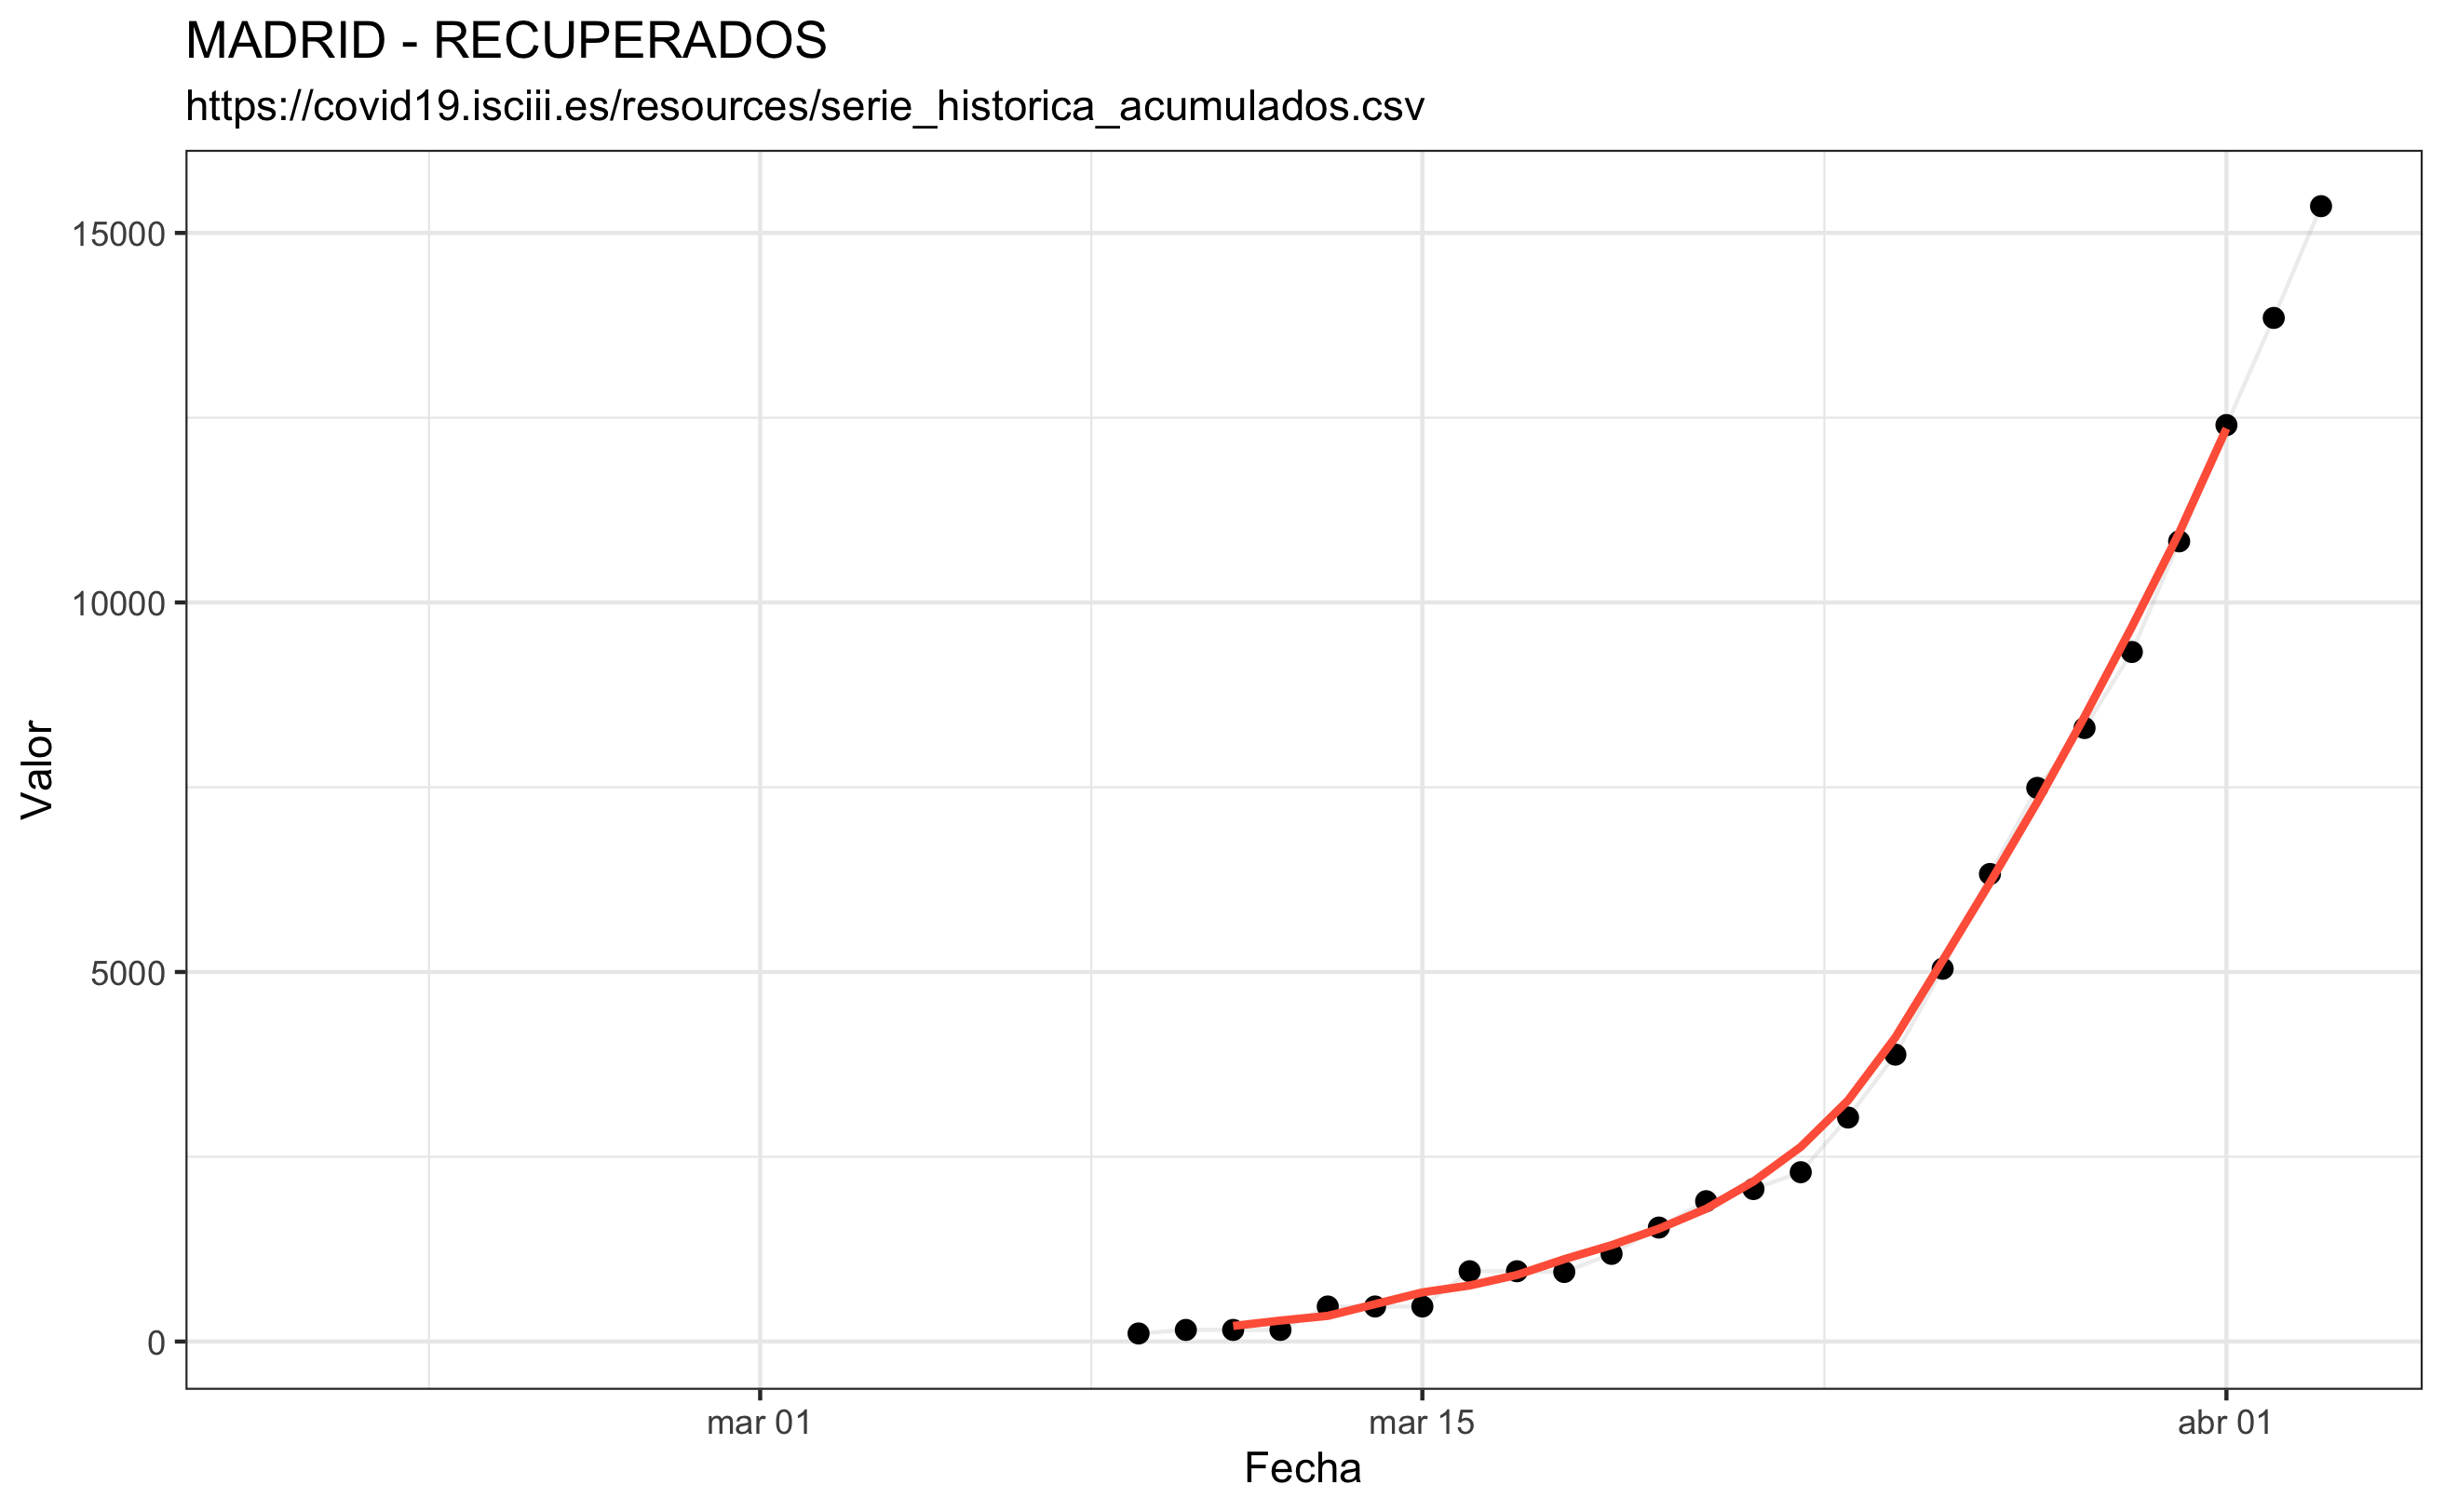 MADRID - RECUPERADOS
https://covid19.isciii.es/resources/serie_historica_acumulados.csv
15000
10000
5000
0
Valor
mar 01
mar 15
abr 01
Fecha